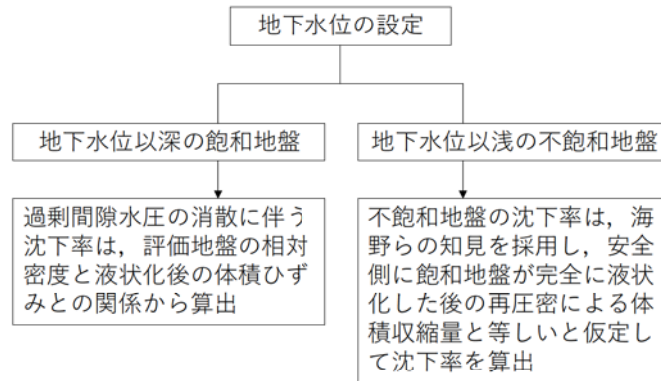 地下水位の設定
地下水位以深の飽和地盤
地下水位以浅の不飽和地盤
過剰間隙水圧の消散に伴う
沈下率は，評価地盤の相対
密度と液状化後の体積ひず
みとの関係から算出
不飽和地盤の沈下率は，海
野らの知見を採用し，安全
側に飽和地盤が完全に液状
化した後の再圧密による体
積収縮量と等しいと仮定し
て沈下率を算出